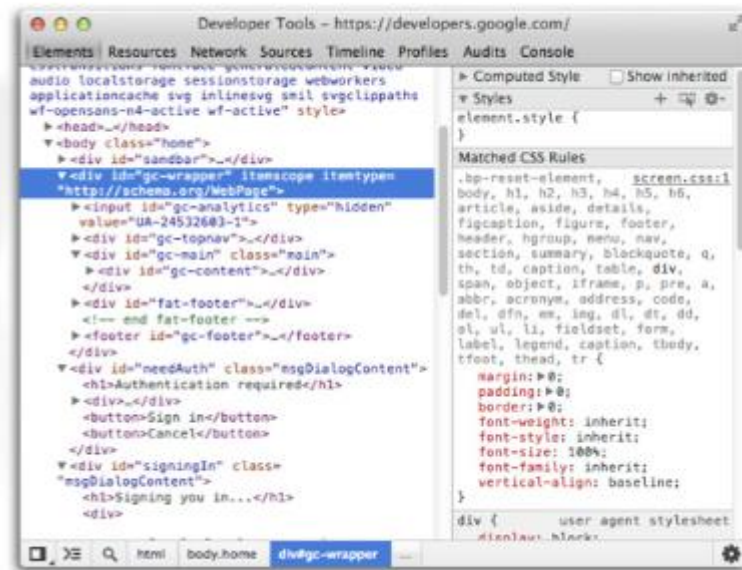 Developer Tools - https://developers.google.com/
Elements Resources Network Sources Timeline Profiles Audits Console
audio localstorage sessionstorage webworkers
applicationcache svg inlinesvg smil svgclippaths
wf-opensans-n4-active wf-active" style>
▶<head>…</head>
▼<body class="home">
▶<div id="sandbar">…</div>
▼<div id="gc-wrapper" itemscope itemtype=
"http://schema.org/WebPage">
▶<input id="gc-analytics" type="hidden"
value="UA-24532603-1">
▶<div id="gc-topnav">…</div>
▼<div id="gc-main" class="main">
▶<div id="gc-content">…</div>
</div>
▶<div id="fat-footer">…</div>
<!-- end fat-footer -->
▶<footer id="gc-footer">…</footer>
</div>
▼<div id="needAuth" class="msgDialogContent">
<h1>Authentication required</h1>
▶<div>…</div>
<button>Sign in</button>
<button>Cancel</button>
</div>
▼<div id="signingIn" class=
"msgDialogContent">
<h1>Signing you in...</h1>
<div>
html body.home div#gc-wrapper ...
▶ Computed Style Show inherited
▼ Styles
element.style {
}
Matched CSS Rules
.bp-reset-element, screen.css:1
body, h1, h2, h3, h4, h5, h6,
article, aside, details,
figcaption, figure, footer,
header, hgroup, menu, nav,
section, summary, blockquote, q,
th, td, caption, table, div,
span, object, iframe, p, pre, a,
abbr, acronym, address, code,
del, dfn, em, img, dl, dt, dd,
ol, ul, li, fieldset, form,
label, legend, caption, tbody,
tfoot, thead, tr {
margin:▶0;
padding:▶0;
border:▶0;
font-weight: inherit;
font-style: inherit;
font-size: 100%;
font-family: inherit;
vertical-align: baseline;
}
div { user agent stylesheet
display: block;